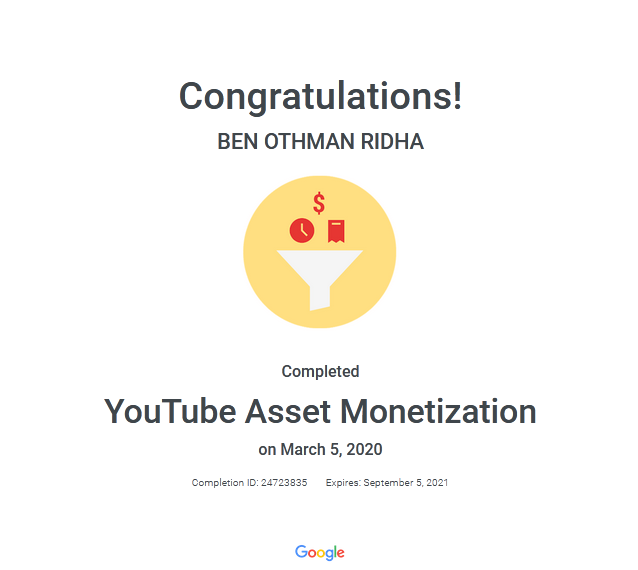 Congratulations!
BEN OTHMAN RIDHA
$
Completed
YouTube Asset Monetization
on March 5, 2020
Completion ID: 24723835 Expires: September 5, 2021
Google